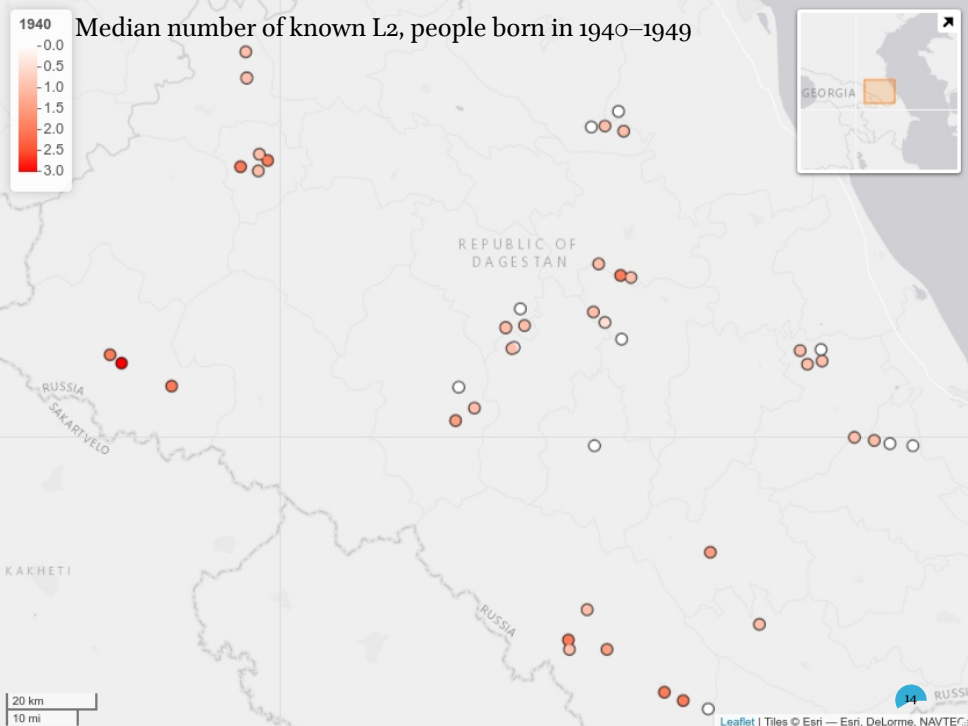 Median number of known L2, people born in 1940–1949
1940
0.0
0.5
1.0
1.5
2.0
2.5
3.0
GEORGIA
REPUBLIC OF
DAGESTAN
RUSSIA
SAKARTVELO
KAKHETI
RUSSIA
20 km
10 mi
14
RUSSI
Leaflet | Tiles © Esri — Esri, DeLorme, NAVTEQ